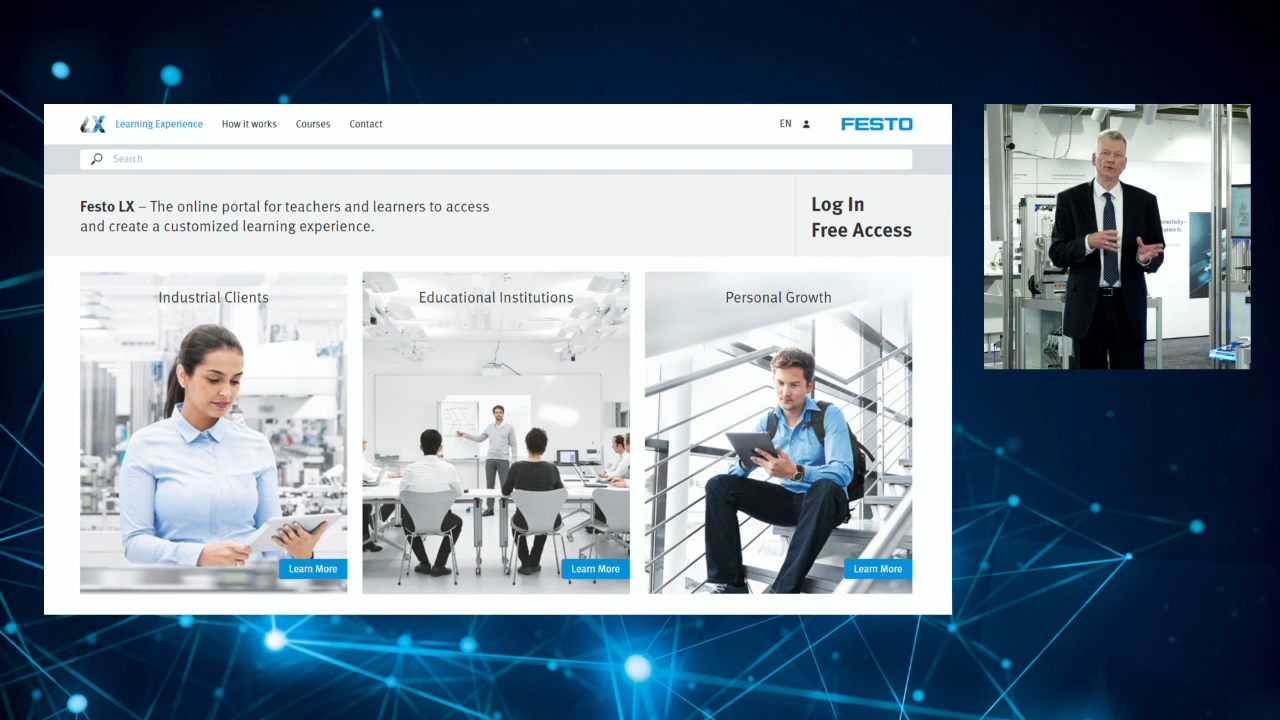 LX
Learning Experience How it works Courses Contact EN FESTO
Search
Festo LX – The online portal for teachers and learners to access
and create a customized learning experience.
Log In
Free Access
Industrial Clients
Learn More
Educational Institutions
Learn More
Personal Growth
Learn More